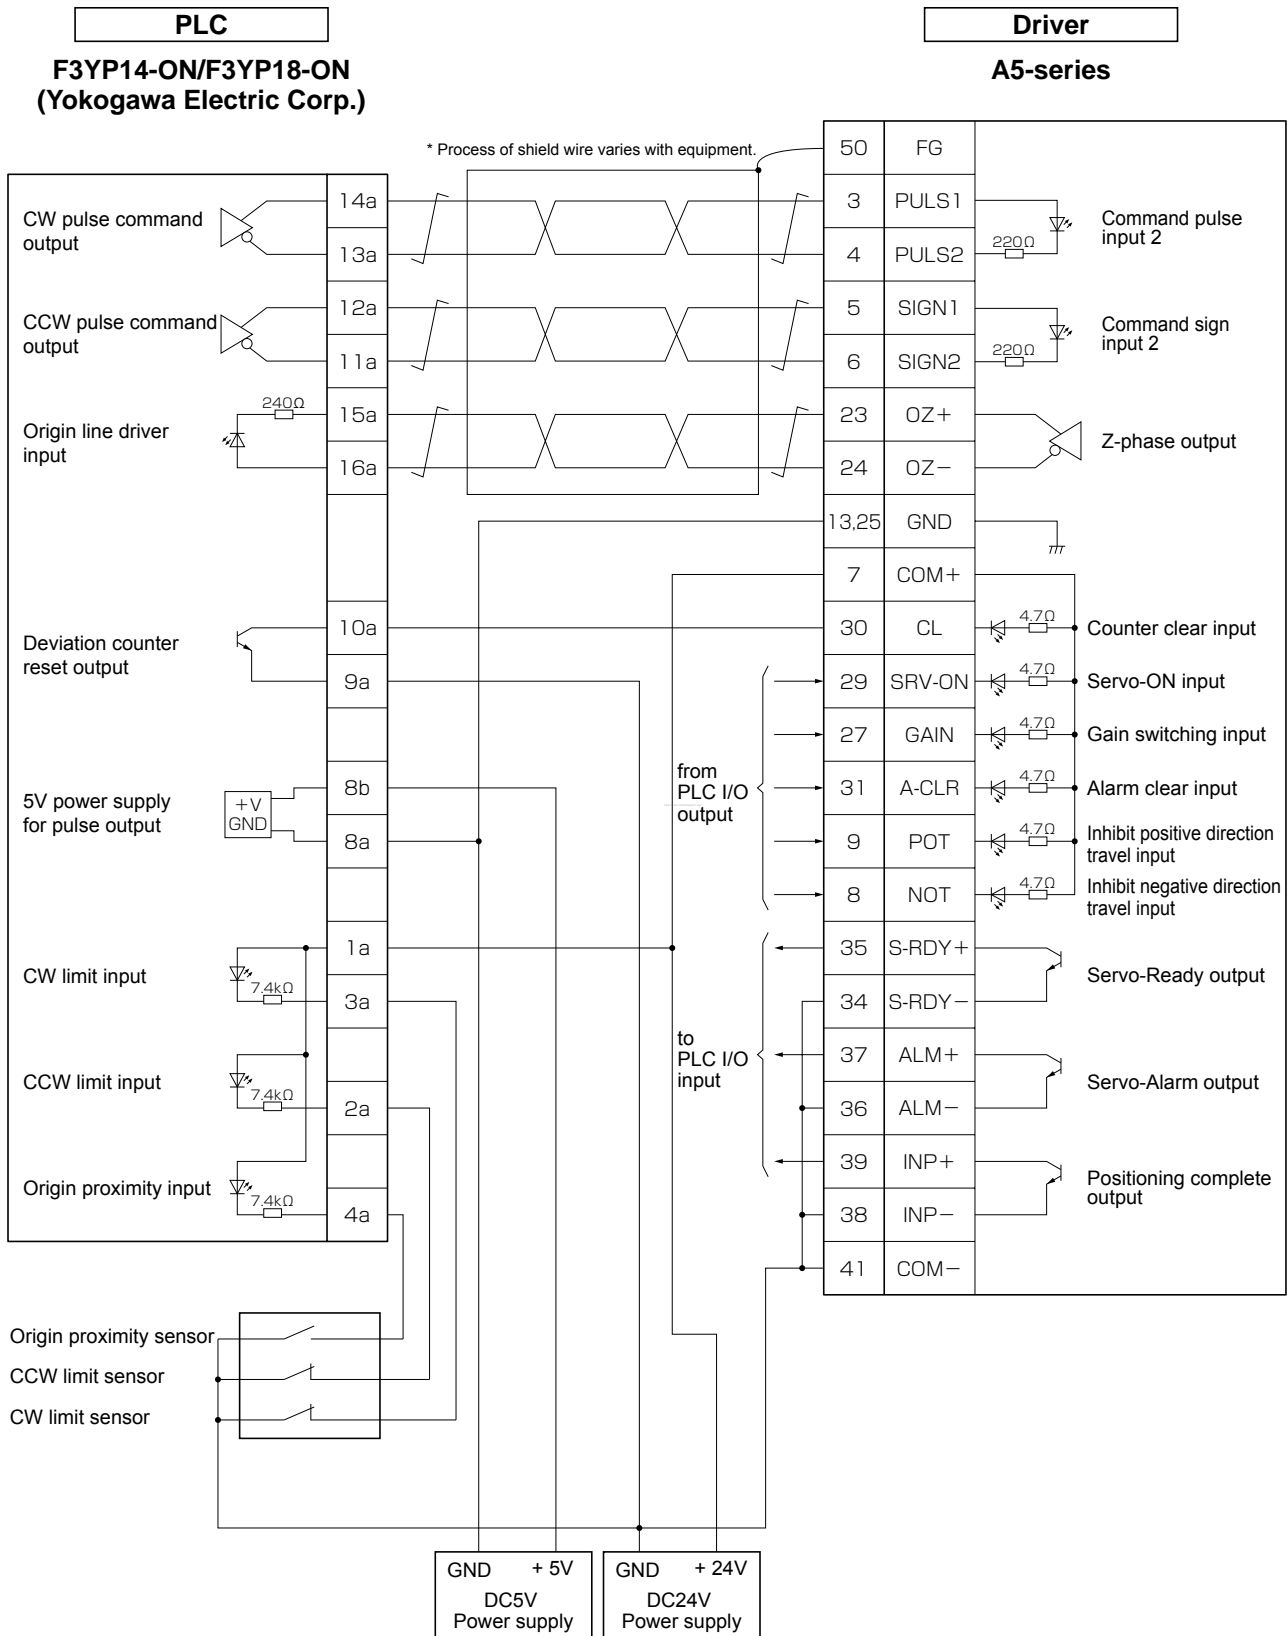 PLC
Driver
F3YP14-ON/F3YP18-ON
(Yokogawa Electric Corp.)
A5-series
* Process of shield wire varies with equipment.
50 FG
CW pulse command
output
14a
13a
3 PULS1
4 PULS2
220Ω
Command pulse
input 2
CCW pulse command
output
12a
11a
5 SIGN1
6 SIGN2
220Ω
Command sign
input 2
Origin line driver
input
240Ω
15a
16a
23 OZ+
24 OZ−
Z-phase output
13,25 GND
7 COM+
Deviation counter
reset output
10a
9a
30 CL 4.7Ω Counter clear input
29 SRV-ON 4.7Ω Servo-ON input
27 GAIN 4.7Ω Gain switching input
from
PLC I/O
output
5V power supply
for pulse output
+V
GND
8b
8a
31 A-CLR 4.7Ω Alarm clear input
9 POT 4.7Ω Inhibit positive direction
travel input
8 NOT 4.7Ω Inhibit negative direction
travel input
CW limit input
7.4kΩ
1a
3a
35 S-RDY+
34 S-RDY−
Servo-Ready output
to
PLC I/O
input
CCW limit input
7.4kΩ
2a
37 ALM+
36 ALM−
Servo-Alarm output
Origin proximity input
7.4kΩ
4a
39 INP+
38 INP−
Positioning complete
output
41 COM−
Origin proximity sensor
CCW limit sensor
CW limit sensor
GND + 5V
DC5V
Power supply
GND + 24V
DC24V
Power supply